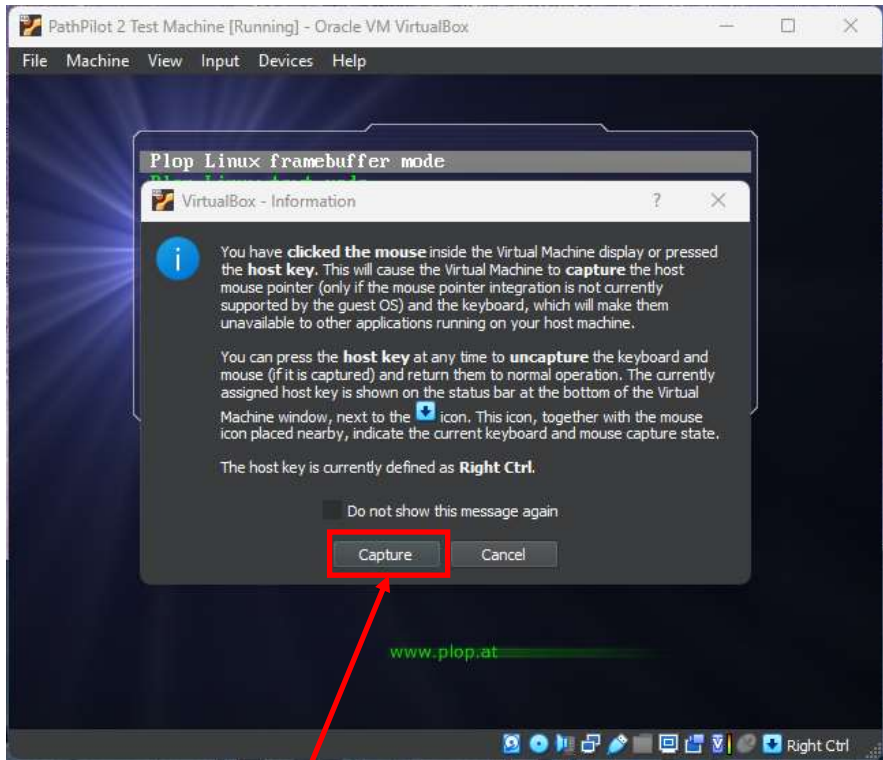 PathPilot 2 Test Machine [Running] - Oracle VM VirtualBox
File Machine View Input Devices Help
Plop Linux framebuffer mode
VirtualBox - Information
You have clicked the mouse inside the Virtual Machine display or pressed
the host key. This will cause the Virtual Machine to capture the host
mouse pointer (only if the mouse pointer integration is not currently
supported by the guest OS) and the keyboard, which will make them
unavailable to other applications running on your host machine.
You can press the host key at any time to uncapture the keyboard and
mouse (if it is captured) and return them to normal operation. The currently
assigned host key is shown on the status bar at the bottom of the Virtual
Machine window, next to the icon. This icon, together with the mouse
icon placed nearby, indicate the current keyboard and mouse capture state.
The host key is currently defined as Right Ctrl.
Do not show this message again
Capture Cancel
www.plop.at
Right Ctrl